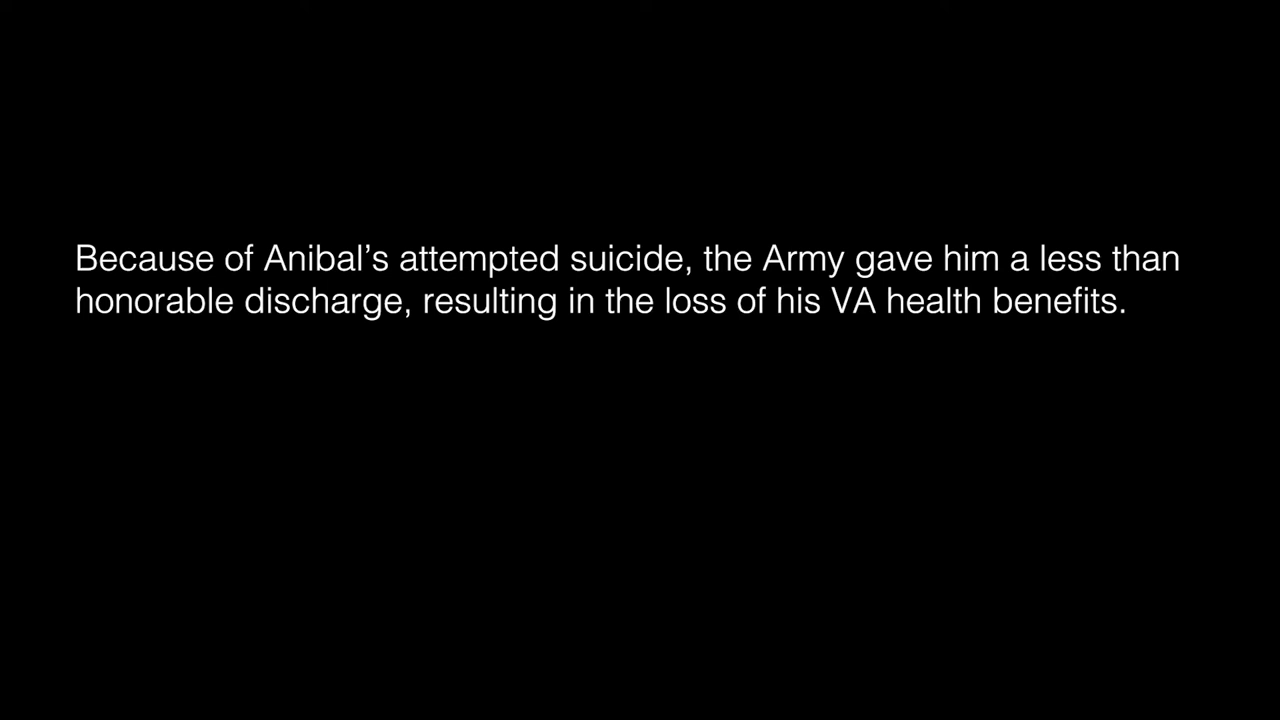 Because of Anibal’s attempted suicide, the Army gave him a less than
honorable discharge, resulting in the loss of his VA health benefits.